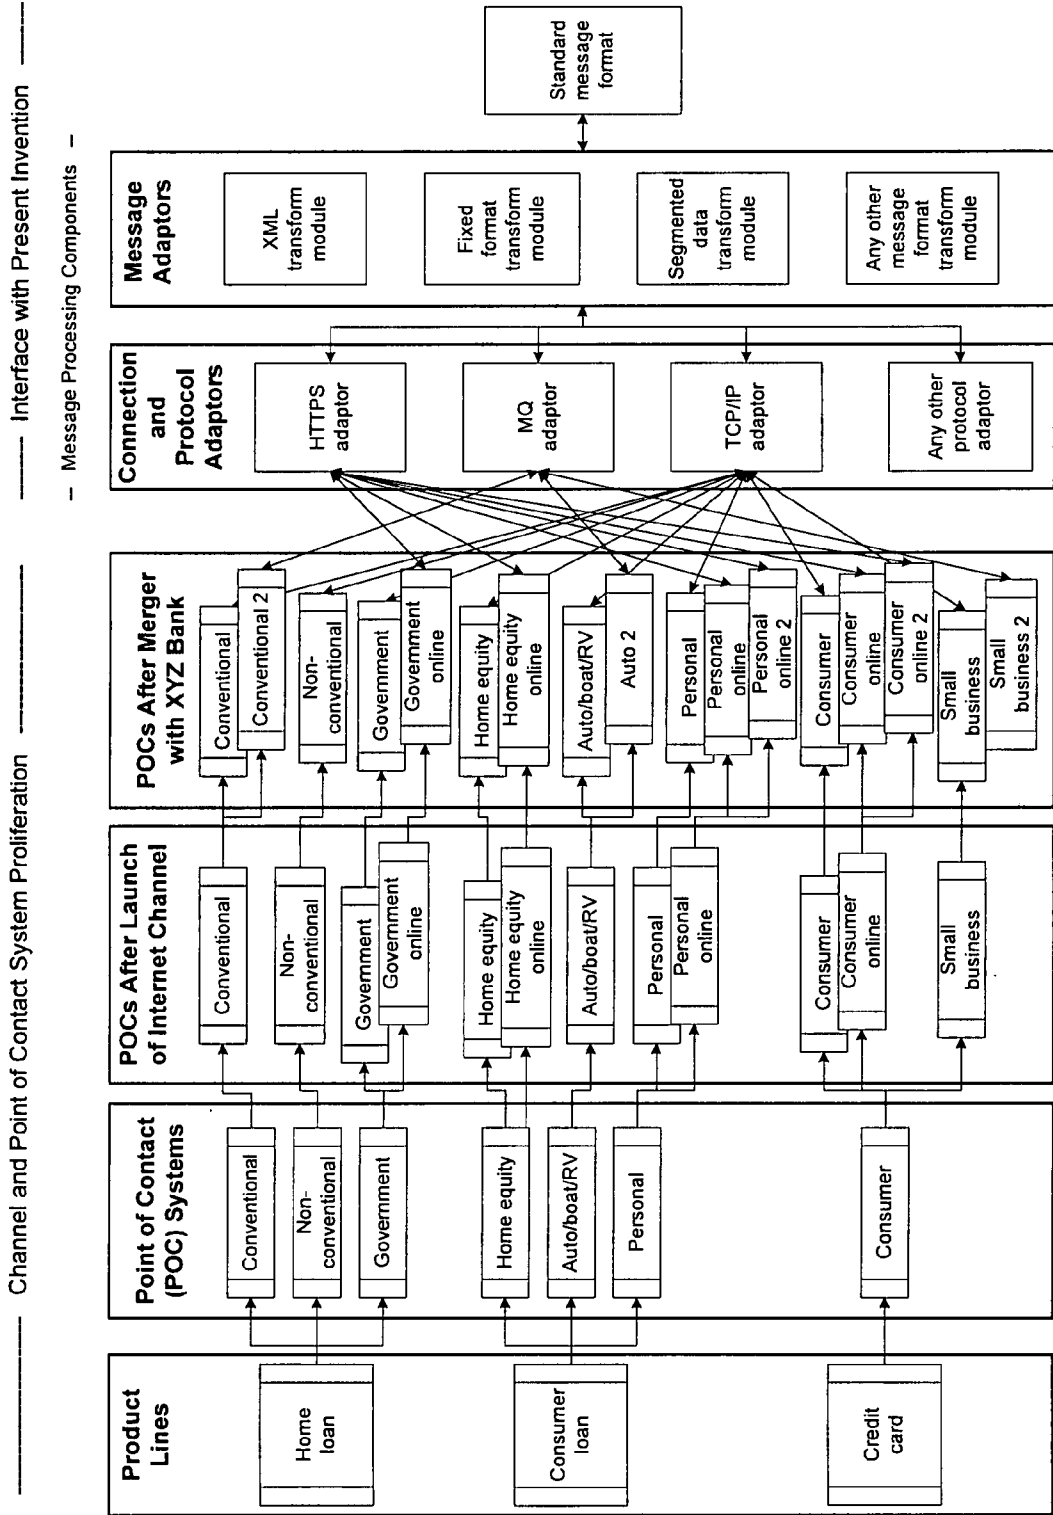 Channel and Point of Contact System Proliferation
Interface with Present Invention
– Message Processing Components –
Product
Lines
Home
loan
Consumer
loan
Credit
card
Point of Contact
(POC) Systems
Conventional
Non-
conventional
Government
Home equity
Auto/boat/RV
Personal
Consumer
POCs After Launch
of Internet Channel
Conventional
Non-
conventional
Government
Government
online
Home equity
Home equity
online
Auto/boat/RV
Personal
Personal
online
Consumer
Consumer
online
Small
business
POCs After Merger
with XYZ Bank
Conventional
Conventional 2
Non-
conventional
Government
Government
online
Home equity
Home equity
online
Auto/boat/RV
Auto 2
Personal
Personal
online
Personal
online 2
Consumer
Consumer
online
Consumer
online 2
Small
business
Small
business 2
Connection
and
Protocol
Adaptors
HTTPS
adaptor
MQ
adaptor
TCP/IP
adaptor
Any other
protocol
adaptor
Message
Adaptors
XML
transform
module
Fixed
format
transform
module
Segmented
data
transform
module
Any other
message
format
transform
module
Standard
message
format